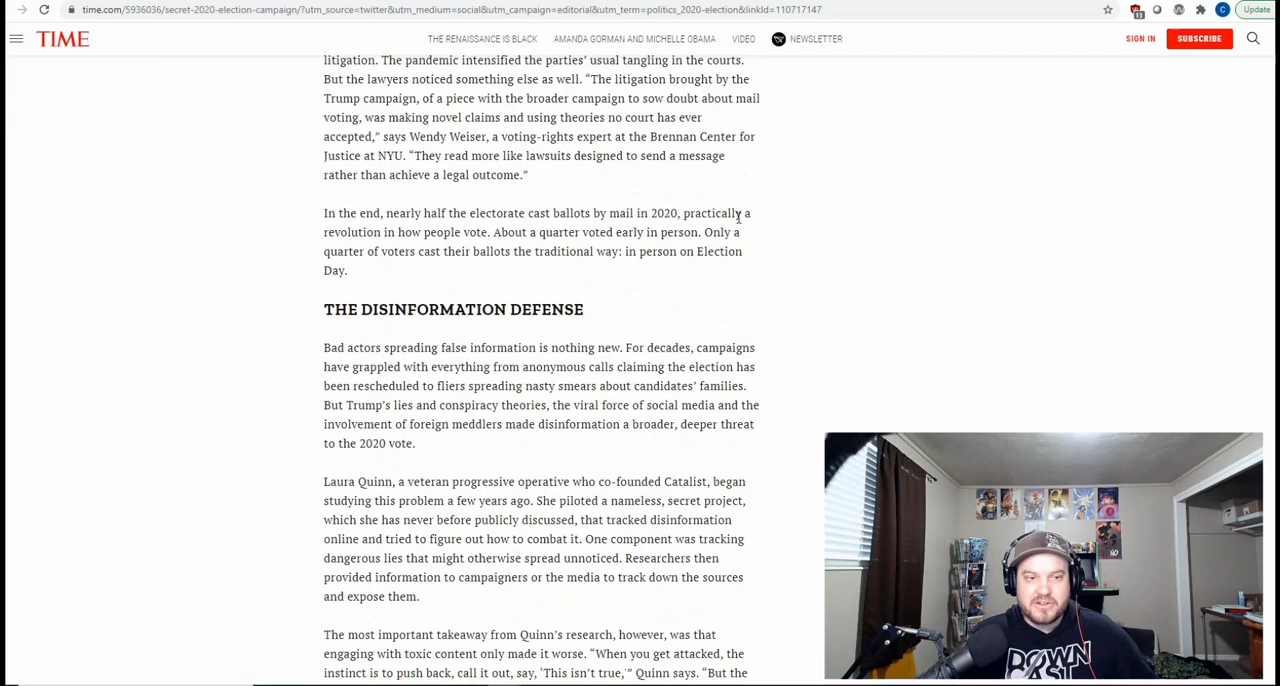 time.com/5936036/secret-2020-election-campaign/?utm_source=twitter&utm_medium=social&utm_campaign=editorial&utm_term=politics_2020-election&linkId=110717147
13
C
Update
TIME
THE RENAISSANCE IS BLACK
AMANDA GORMAN AND MICHELLE OBAMA
VIDEO
NEWSLETTER
SIGN IN
SUBSCRIBE
litigation. The pandemic intensified the parties’ usual tangling in the courts.
But the lawyers noticed something else as well. “The litigation brought by the
Trump campaign, of a piece with the broader campaign to sow doubt about mail
voting, was making novel claims and using theories no court has ever
accepted,” says Wendy Weiser, a voting-rights expert at the Brennan Center for
Justice at NYU. “They read more like lawsuits designed to send a message
rather than achieve a legal outcome.”
In the end, nearly half the electorate cast ballots by mail in 2020, practically a
revolution in how people vote. About a quarter voted early in person. Only a
quarter of voters cast their ballots the traditional way: in person on Election
Day.
THE DISINFORMATION DEFENSE
Bad actors spreading false information is nothing new. For decades, campaigns
have grappled with everything from anonymous calls claiming the election has
been rescheduled to fliers spreading nasty smears about candidates’ families.
But Trump’s lies and conspiracy theories, the viral force of social media and the
involvement of foreign meddlers made disinformation a broader, deeper threat
to the 2020 vote.
Laura Quinn, a veteran progressive operative who co-founded Catalist, began
studying this problem a few years ago. She piloted a nameless, secret project,
which she has never before publicly discussed, that tracked disinformation
online and tried to figure out how to combat it. One component was tracking
dangerous lies that might otherwise spread unnoticed. Researchers then
provided information to campaigners or the media to track down the sources
and expose them.
The most important takeaway from Quinn’s research, however, was that
engaging with toxic content only made it worse. “When you get attacked, the
instinct is to push back, call it out, say, ‘This isn’t true,’” Quinn says. “But the
NO
DOWN
CAST